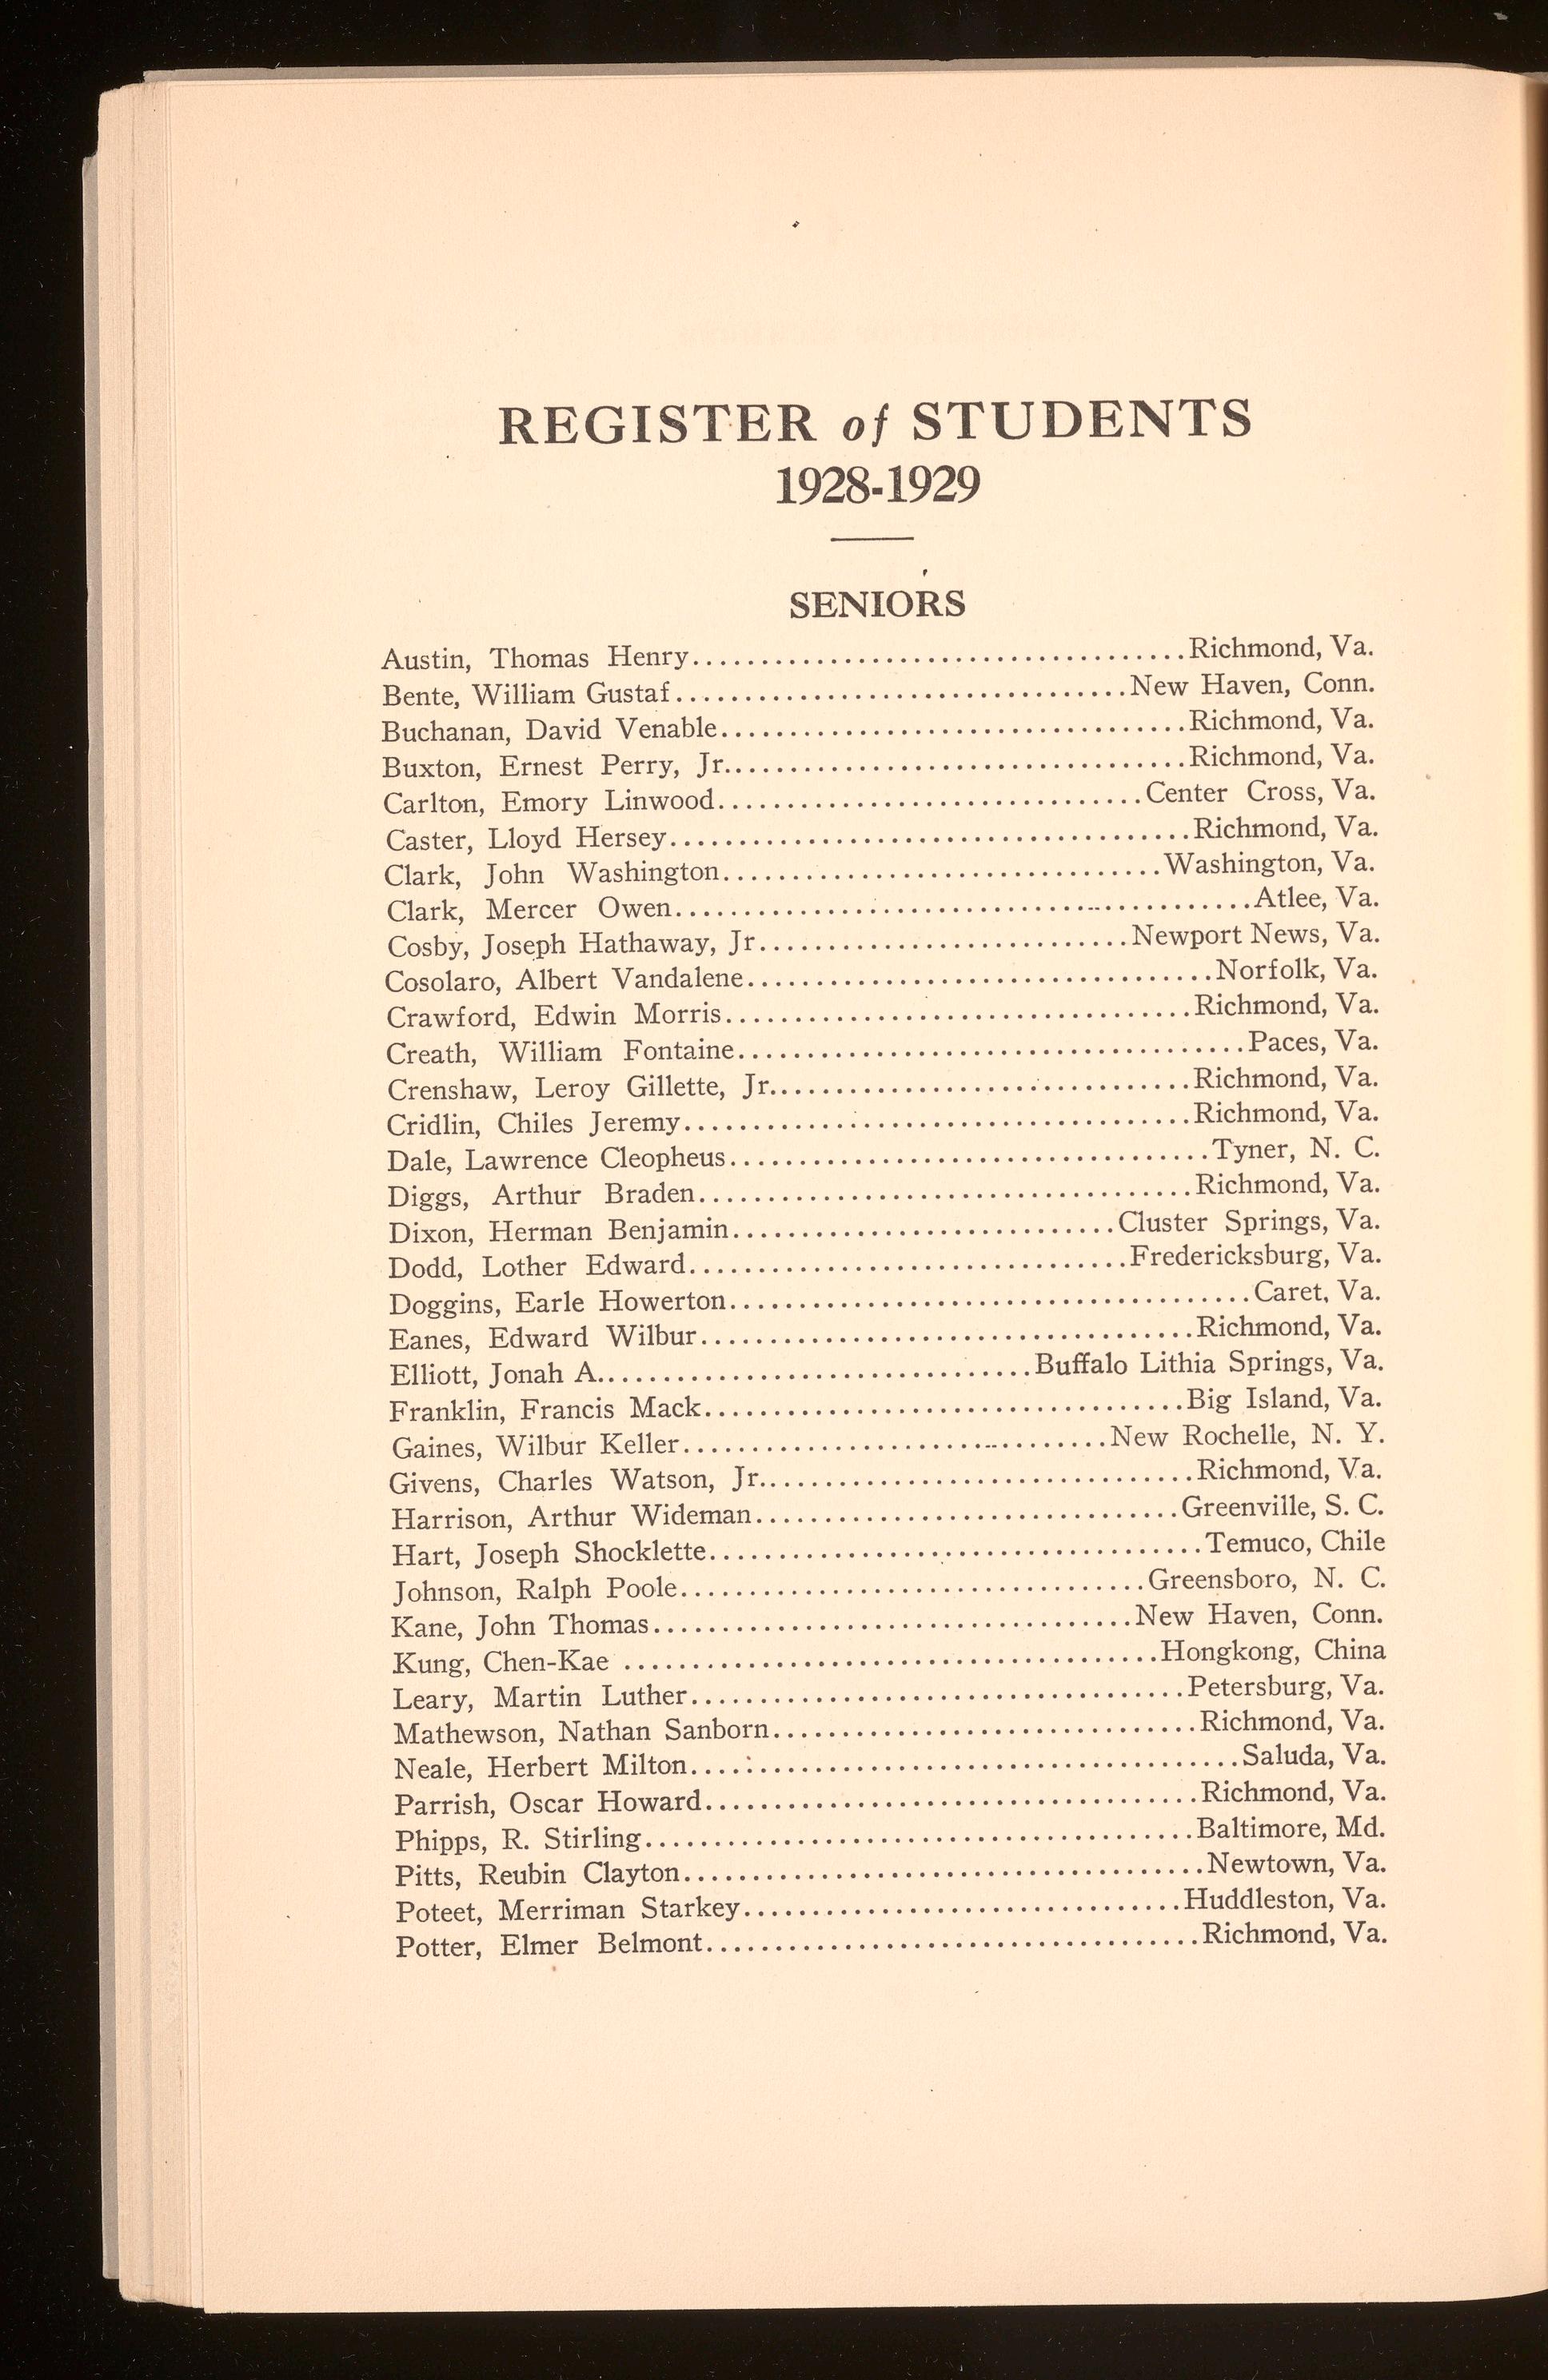 REGISTER of STUDENTS
1928-1929
SENIORS
Austin, Thomas Henry........Richmond, Va.
Bente, William Gustaf........New Haven, Conn.
Buchanan, David Venable........Richmond, Va.
Buxton, Ernest Perry, Jr.........Richmond, Va.
Carlton, Emory Linwood........Center Cross, Va.
Caster, Lloyd Hersey........Richmond, Va.
Clark, John Washington........Washington, Va.
Clark, Mercer Owen........Atlee, Va.
Cosby, Joseph Hathaway, Jr.........Newport News, Va.
Cosolaro, Albert Vandalene........Norfolk, Va.
Crawford, Edwin Morris........Richmond, Va.
Creath, William Fontaine........Paces, Va.
Crenshaw, Leroy Gillette, Jr.........Richmond, Va.
Cridlin, Chiles Jeremy........Richmond, Va.
Dale, Lawrence Cleopheus........Tyner, N. C.
Diggs, Arthur Braden........Richmond, Va.
Dixon, Herman Benjamin........Cluster Springs, Va.
Dodd, Lother Edward........Fredericksburg, Va.
Doggins, Earle Howerton........Caret, Va.
Eanes, Edward Wilbur........Richmond, Va.
Elliott, Jonah A.........Buffalo Lithia Springs, Va.
Franklin, Francis Mack........Big Island, Va.
Gaines, Wilbur Keller........New Rochelle, N. Y.
Givens, Charles Watson, Jr.........Richmond, Va.
Harrison, Arthur Wideman........Greenville, S. C.
Hart, Joseph Shocklette........Temuco, Chile
Johnson, Ralph Poole........Greensboro, N. C.
Kane, John Thomas........New Haven, Conn.
Kung, Chen-Kae ........Hongkong, China
Leary, Martin Luther........Petersburg, Va.
Mathewson, Nathan Sanborn........Richmond, Va.
Neale, Herbert Milton........Saluda, Va.
Parrish, Oscar Howard........Richmond, Va.
Phipps, R. Stirling........Baltimore, Md.
Pitts, Reubin Clayton........Newtown, Va.
Poteet, Merriman Starkey........Huddleston, Va.
Potter, Elmer Belmont........Richmond, Va.